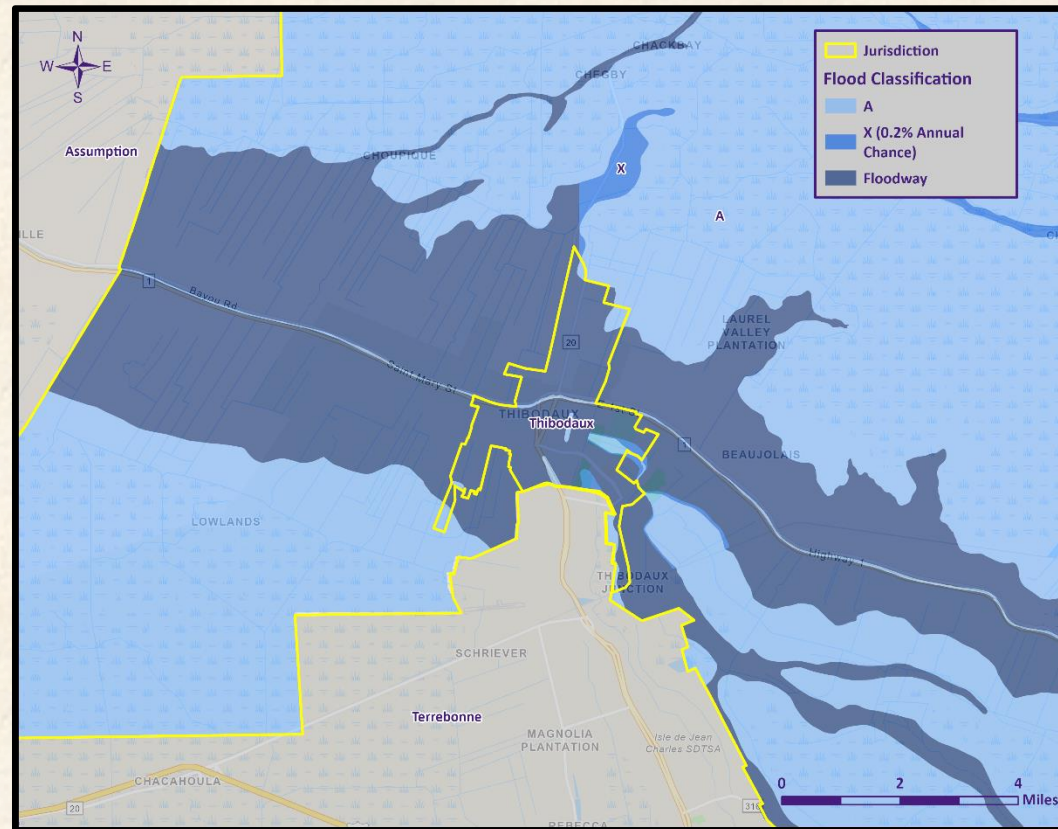 N
W E
S
Jurisdiction
Flood Classification
A
X (0.2% Annual
Chance)
Floodway
CHACKBAY
CHEGBY
Assumption
CHOUPIQUE
X
A
1
Bayou Rd
LAUREL
VALLEY
PLANTATION
20
Saint Mary St
THIBODAUX
Thibodaux
1
BEAUJOLAIS
LOWLANDS
Highway 1
THIBODAUX
JUNCTION
SCHRIEVER
Terrebonne
MAGNOLIA
PLANTATION
Isle de Jean
Charles SDTSA
CHACAHOULA
20
316
REBECCA
0 2 4
Miles